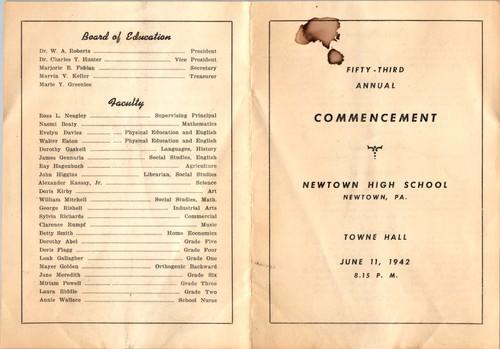 Board of Education
Dr. W. A. Roberts President
Dr. Charles T. Hunter Vice President
Marjorie B. Fabian Secretary
Marvin V. Keller Treasurer
Marie Y. Greenlee
Faculty
Ross L. Neagley Supervising Principal
Naomi Beaty Mathematics
Evelyn Davies Physical Education and English
Walter Eaton Physical Education and English
Dorothy Gaskell Languages, History
James Gennaria Social Studies, English
Ray Hagenbuch Agriculture
John Higgins Librarian, Social Studies
Alexander Kassay, Jr. Science
Doris Kirby Art
William Mitchell Social Studies, Math.
George Rishell Industrial Arts
Sylvia Richards Commercial
Clarence Rumpf Music
Betty Smith Home Economics
Dorothy Abel Grade Five
Doris Flagg Grade Four
Leah Gallagher Grade One
Mayer Golden Orthogenic Backward
Jane Meredith Grade Six
Miriam Powell Grade Three
Laura Riddle Grade Two
Annie Wallace School Nurse
FIFTY-THIRD
ANNUAL
COMMENCEMENT
NEWTOWN HIGH SCHOOL
NEWTOWN, PA.
TOWNE HALL
JUNE 11, 1942
8.15 P. M.